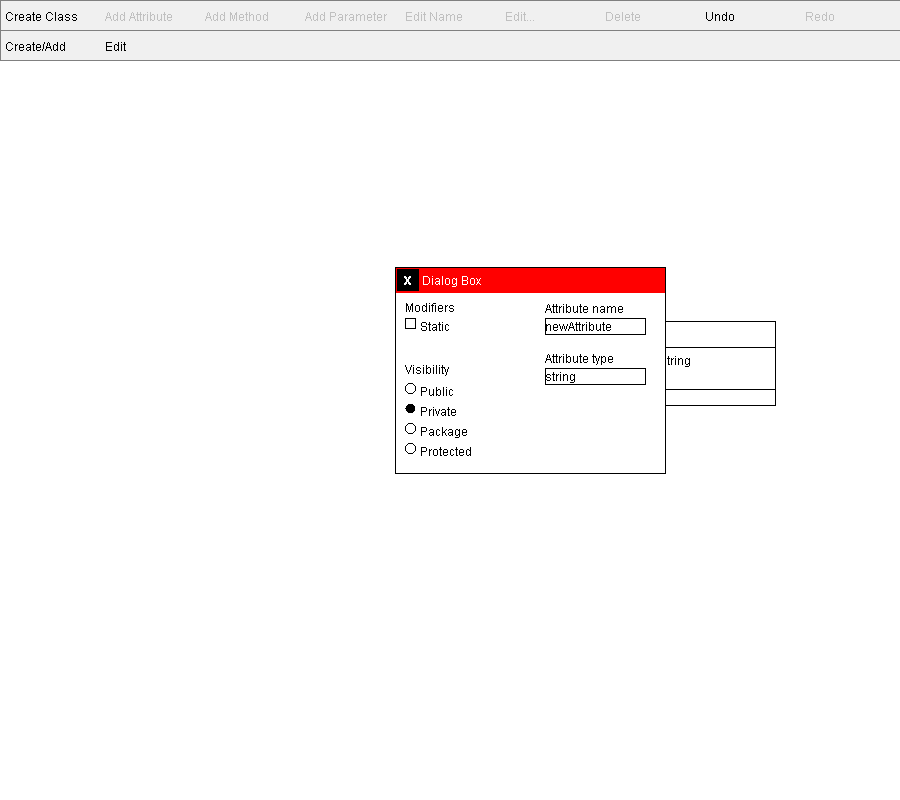 Create Class Add Attribute Add Method Add Parameter Edit Name Edit... Delete Undo Redo
Create/Add Edit
X Dialog Box
Modifiers
Static
Visibility
Public
Private
Package
Protected
Attribute name
newAttribute
Attribute type
string
tring